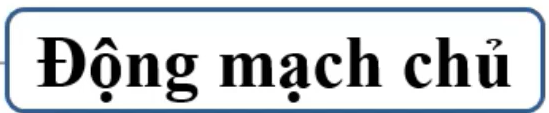 Động mạch chủ